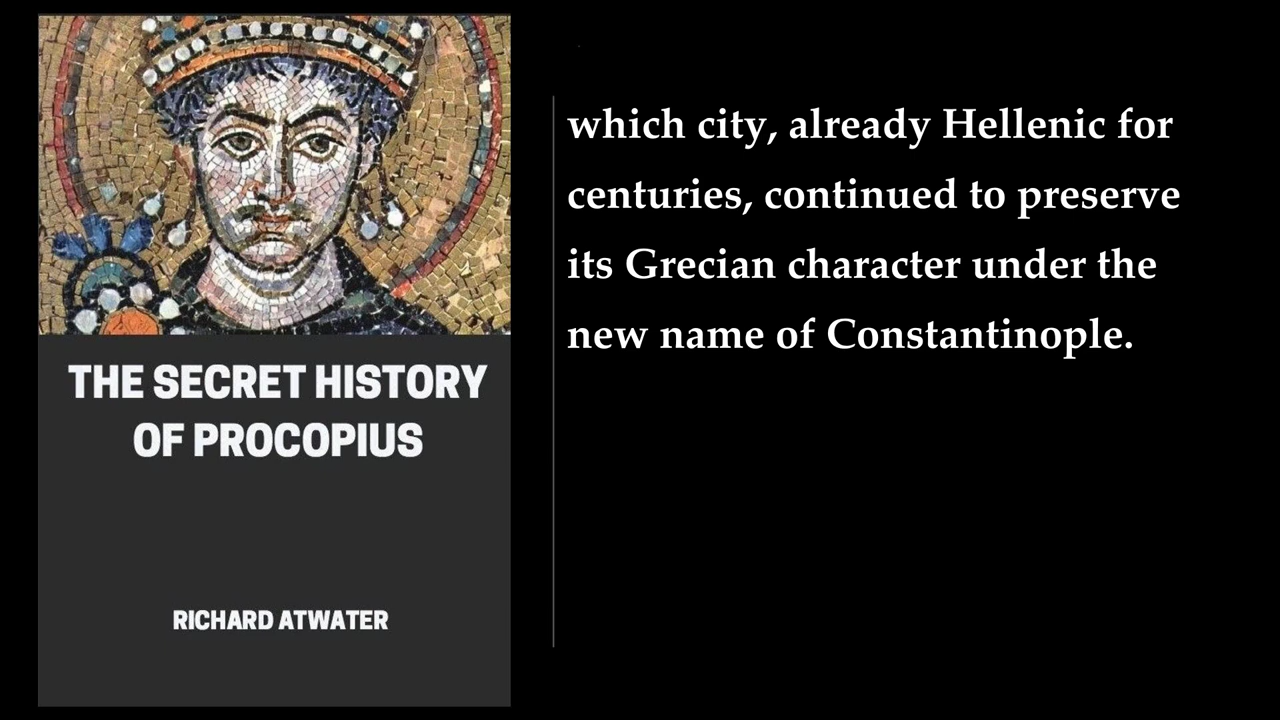 THE SECRET HISTORY
OF PROCOPIUS
RICHARD ATWATER
which city, already Hellenic for
centuries, continued to preserve
its Grecian character under the
new name of Constantinople.